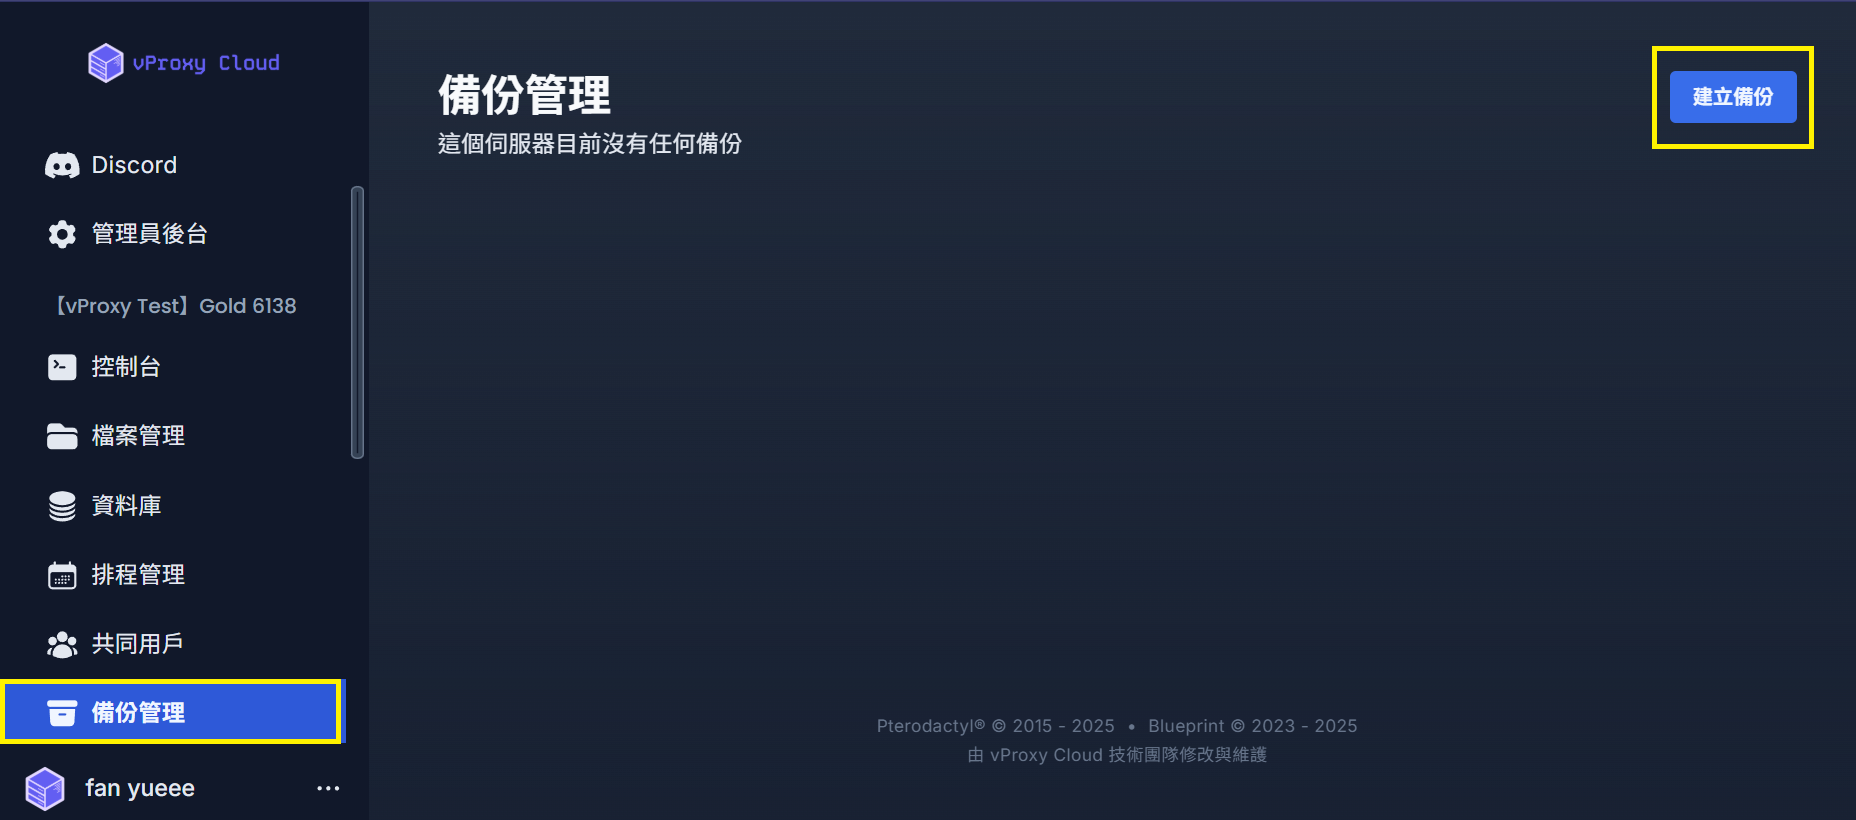 vProxy Cloud
Discord
管理員後台
【vProxy Test】Gold 6138
控制台
檔案管理
資料庫
排程管理
共同用戶
備份管理
fan yueee
備份管理
這個伺服器目前沒有任何備份
建立備份
Pterodactyl® © 2015 - 2025 • Blueprint © 2023 - 2025
由 vProxy Cloud 技術團隊修改與維護